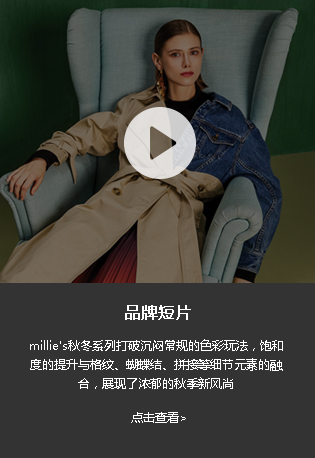 品牌短片
millie's秋冬系列打破沉闷常规的色彩玩法，饱和
度的提升与格纹、蝴蝶结、拼接等细节元素的融
合，展现了浓郁的秋季新风尚
点击查看>